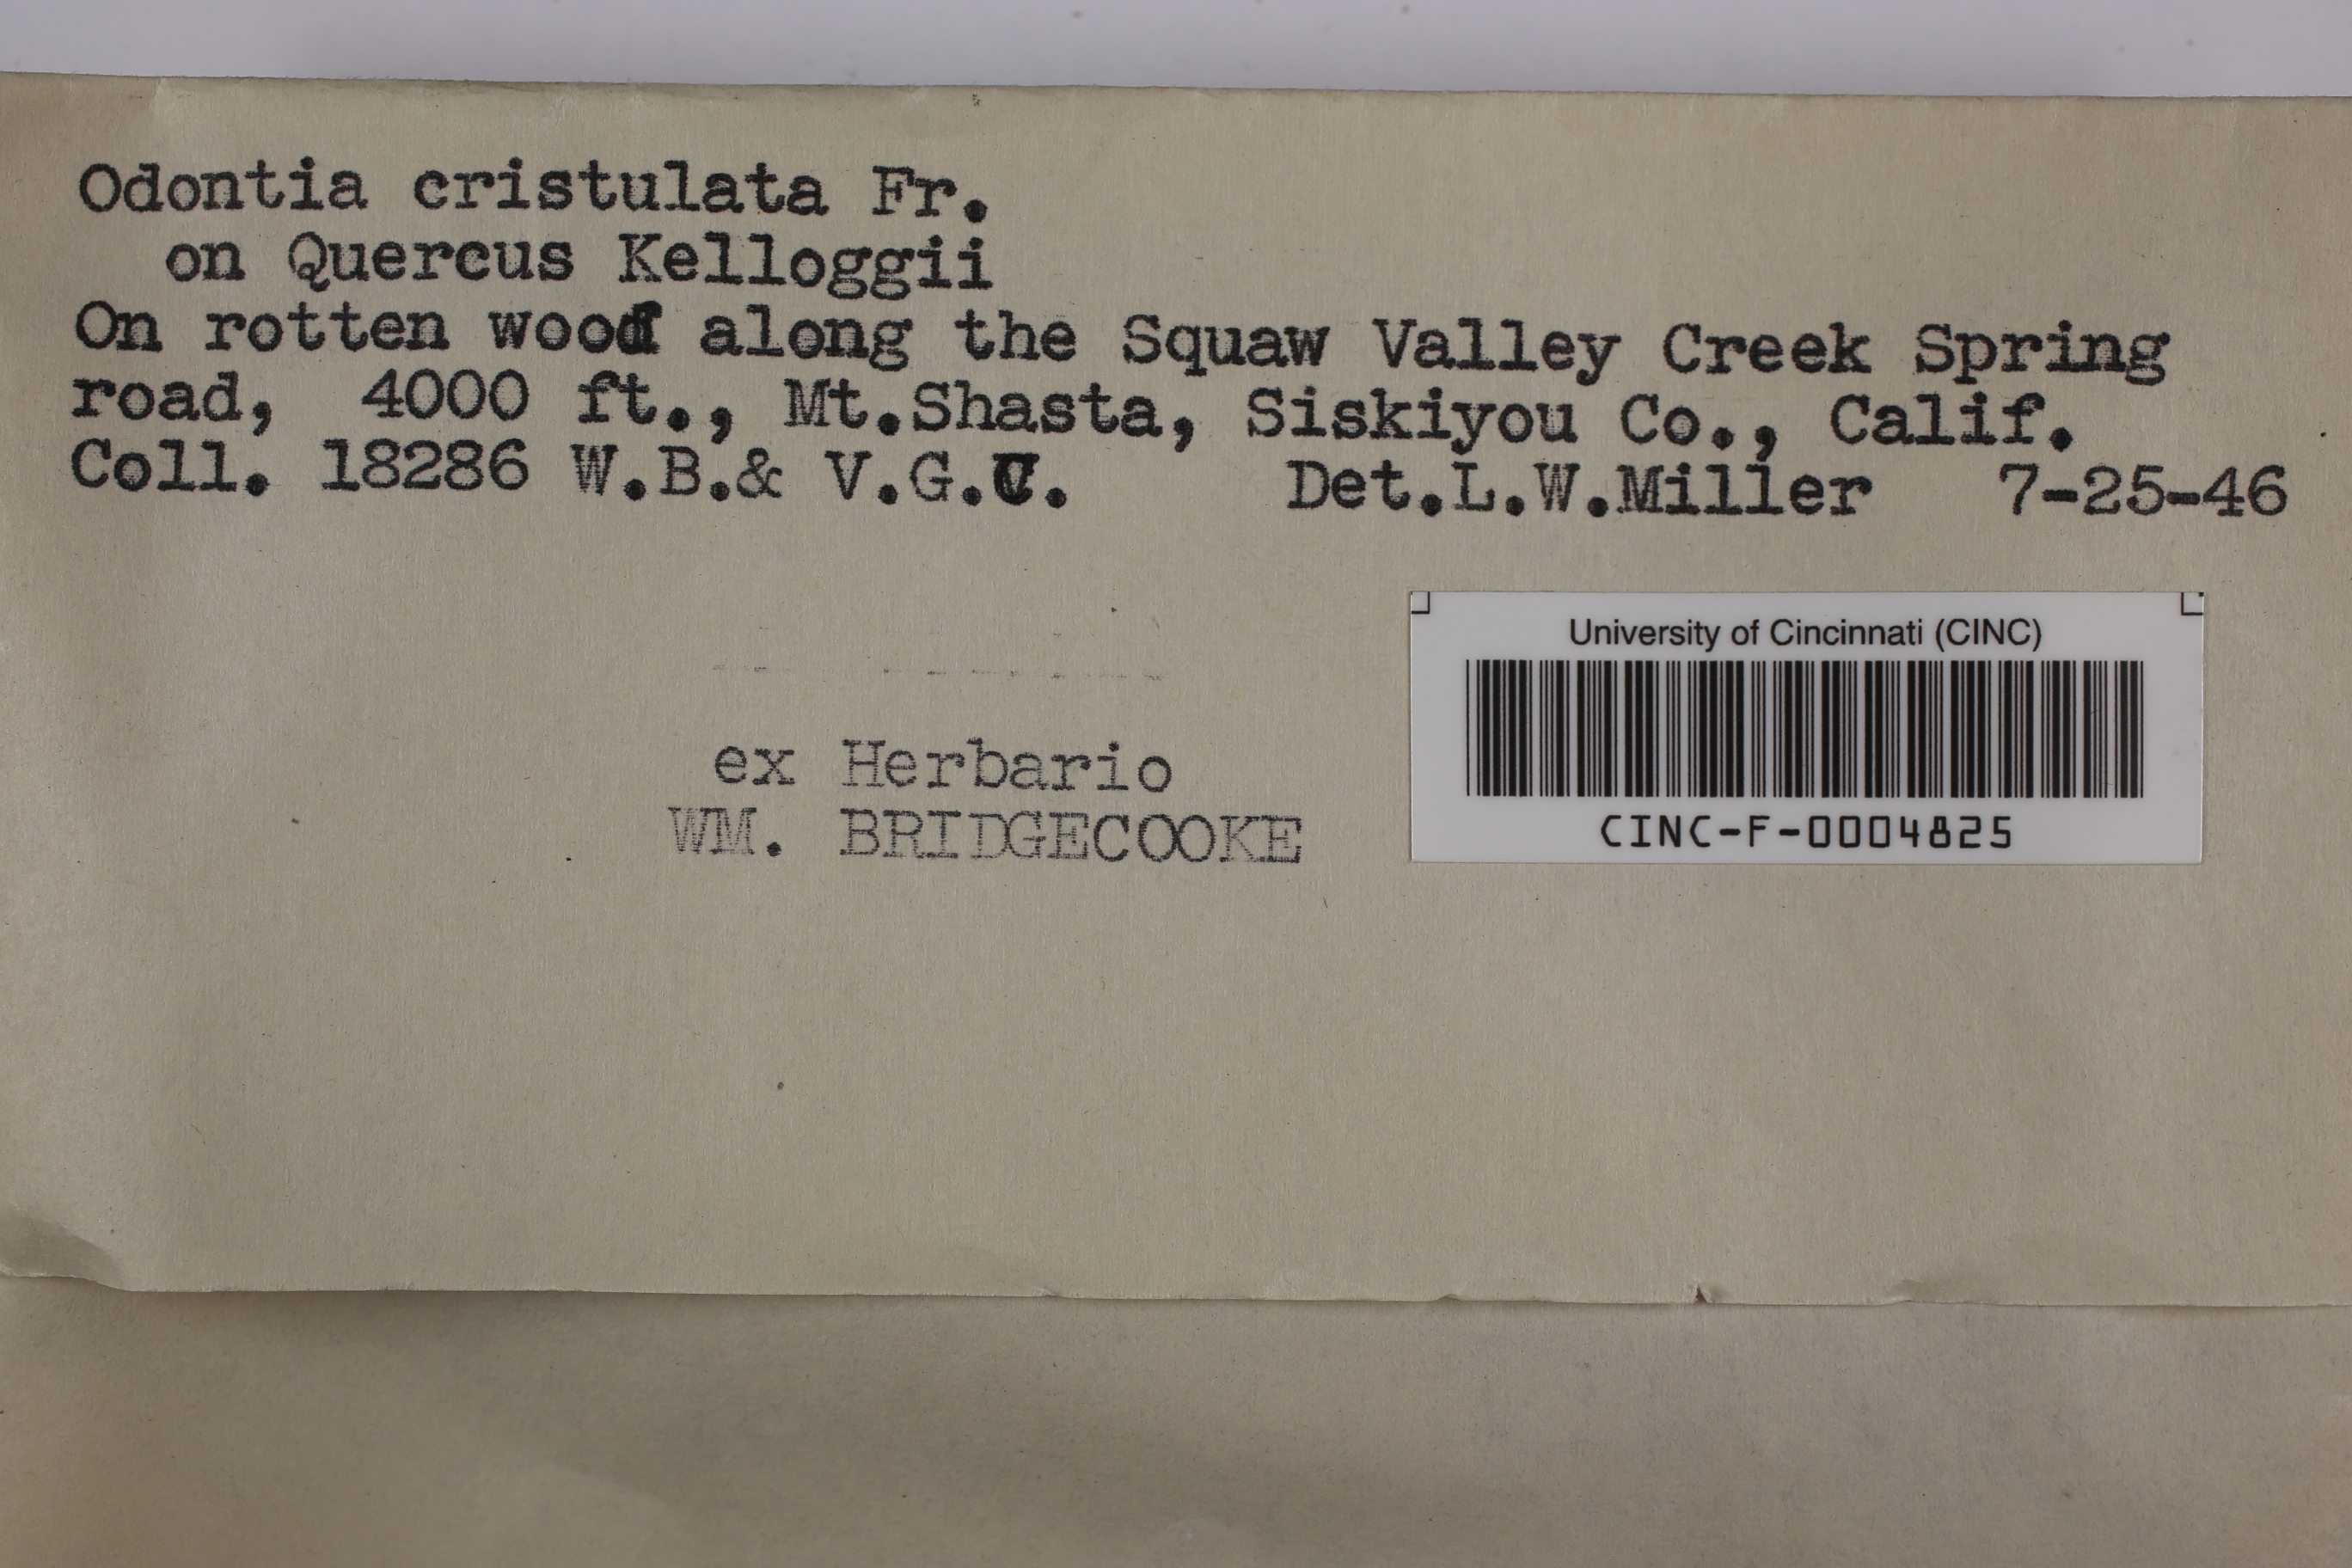 Odontia cristulata Fr.
on Quercus Kelloggii
On rotten wood along the Squaw Valley Creek Spring
road, 4000 ft., Mt.Shasta, Siskiyou Co., Calif.
Coll. 18286 W.B.& V.G.C. Det.L.W.Miller 7-25-46
University of Cincinnati (CINC)
CINC-F-0004825
ex Herbario
WM. BRIDGECOOKE